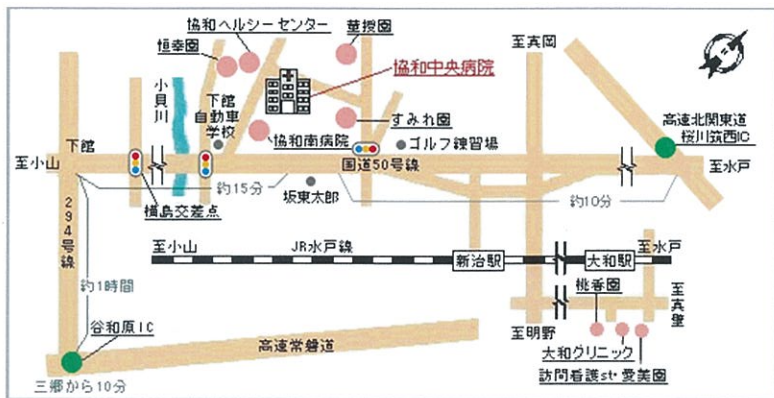 協和ヘルシーセンター
恒幸園
華授園
至真岡
協和中央病院
小貝川
下館
自動車
学校
すみれ園
高速北関東道
桜川筑西IC
下館
協和南病院
ゴルフ練習場
至小山
国道50号線
至水戸
約15分
坂東太郎
約10分
横島交差点
294号線
至小山
JR水戸線
新治駅
大和駅
至水戸
約1時間
桃香園
至真壁
谷和原IC
至明野
高速常磐道
大和クリニック
訪問看護st・愛美園
三郷から10分